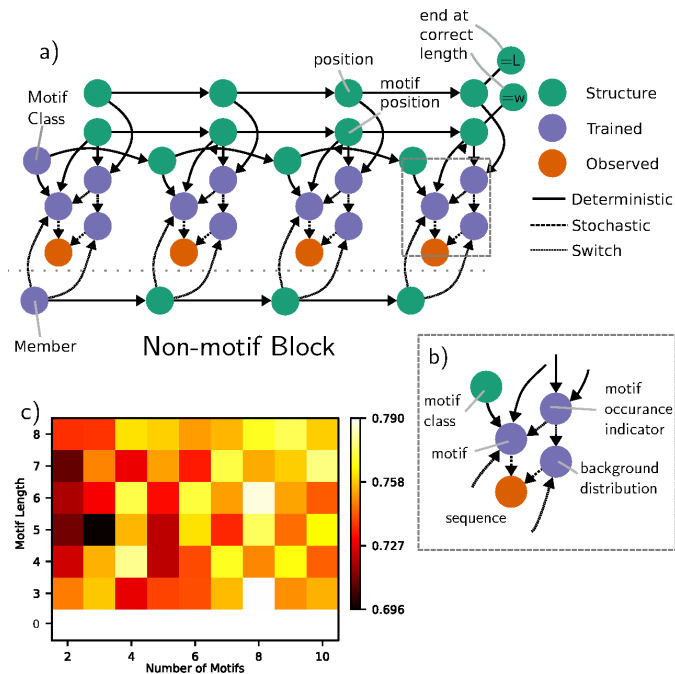 a)
end at
correct
length
=L
=w
position
motif
position
Motif
Class
Structure
Trained
Observed
Deterministic
Stochastic
Switch
Member
Non-motif Block
b)
motif
class
motif
occurance
indicator
motif
background
distribution
sequence
c)
Motif Length
8
7
6
5
4
3
0
2
4
6
8
10
Number of Motifs
0.790
0.758
0.727
0.696